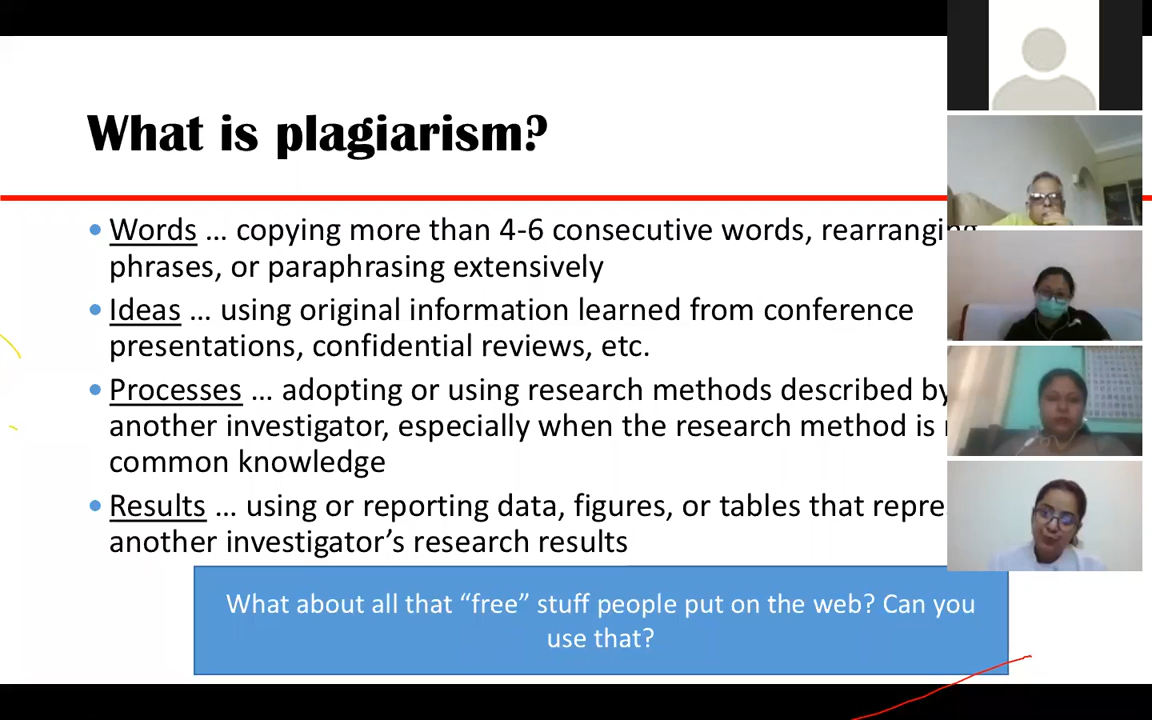 What is plagiarism?
• Words … copying more than 4-6 consecutive words, rearranging
phrases, or paraphrasing extensively
• Ideas … using original information learned from conference
presentations, confidential reviews, etc.
• Processes … adopting or using research methods described by
another investigator, especially when the research method is
common knowledge
• Results … using or reporting data, figures, or tables that
another investigator’s research results
What about all that “free” stuff people put on the web? Can you
use that?